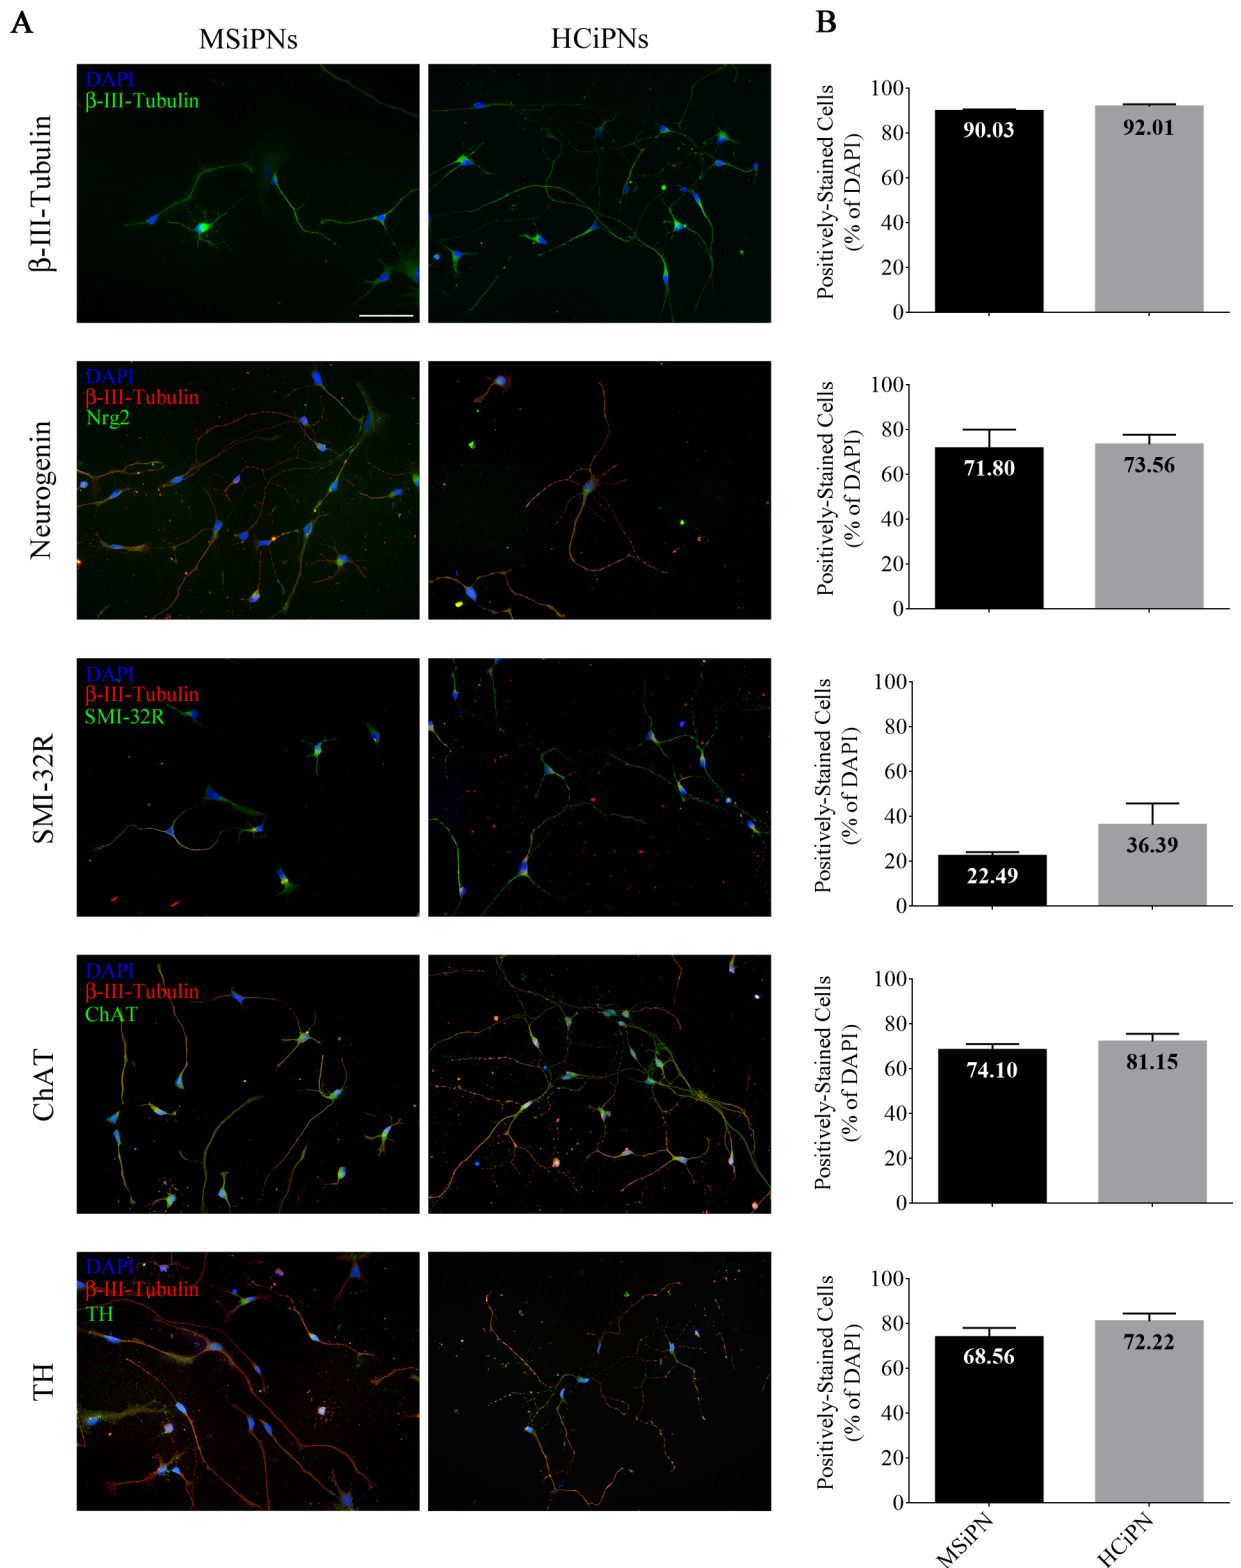 A
B
MSiPNs
HCiPNs
β-III-Tubulin
DAPI
β-III-Tubulin
Positively-Stained Cells
(% of DAPI)
100
80
60
40
20
0
90.03
92.01
Neurogenin
DAPI
β-III-Tubulin
Nrg2
Positively-Stained Cells
(% of DAPI)
100
80
60
40
20
0
71.80
73.56
SMI-32R
DAPI
β-III-Tubulin
SMI-32R
Positively-Stained Cells
(% of DAPI)
100
80
60
40
20
0
22.49
36.39
ChAT
DAPI
β-III-Tubulin
ChAT
Positively-Stained Cells
(% of DAPI)
100
80
60
40
20
0
74.10
81.15
TH
DAPI
β-III-Tubulin
TH
Positively-Stained Cells
(% of DAPI)
100
80
60
40
20
0
68.56
72.22
MSiPN
HCiPN